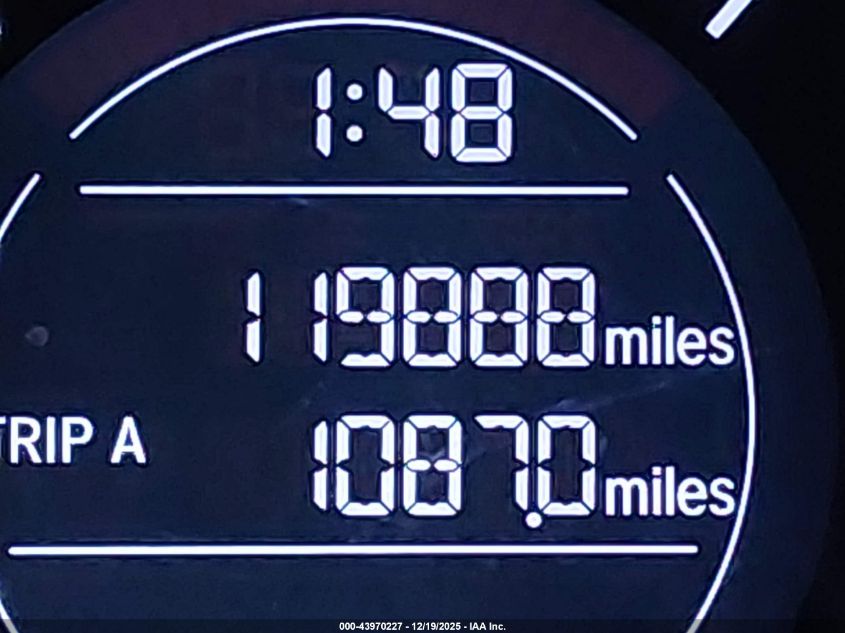 1:48
119888 miles
TRIP A 1087.0 miles
000-43970227 - 12/19/2025 - IAA Inc.